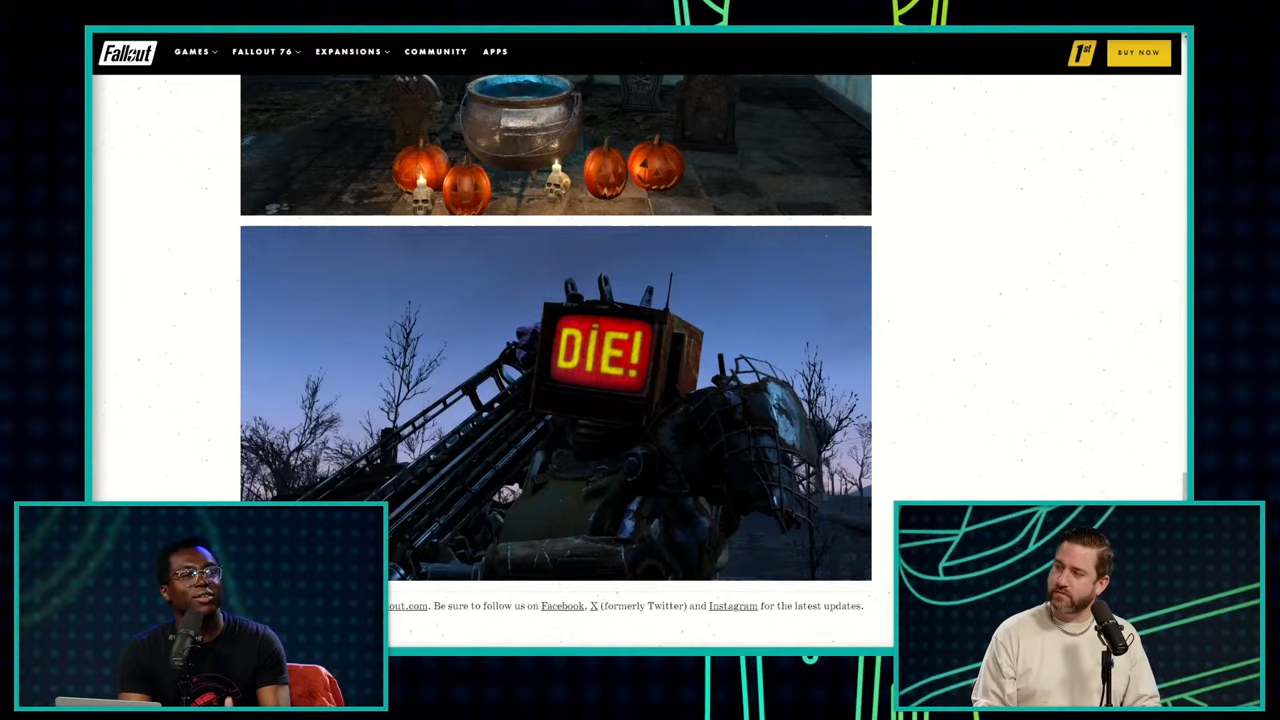 Fallout GAMES FALLOUT 76 EXPANSIONS COMMUNITY APPS 1st BUY NOW
DIE!
out.com. Be sure to follow us on Facebook, X (formerly Twitter) and Instagram for the latest updates.